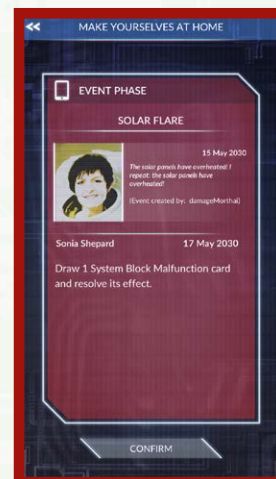 MAKE YOURSELVES AT HOME
EVENT PHASE
SOLAR FLARE
15 May 2030
The solar panels have overheated! I
repeat: the solar panels have
overheated!
(Event created by: damageMorthal)
Sonia Shepard 17 May 2030
Draw 1 System Block Malfunction card
and resolve its effect.
CONFIRM